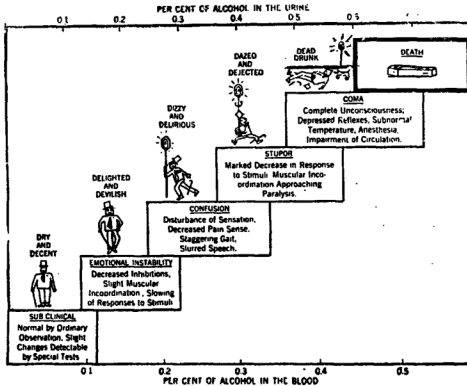 PER CENT OF ALCOHOL IN THE URINE
0 1 0 2 0 3 0 4 0 5 0 6
DRY
AND
DECENT
SUB CLINICAL
Normal by Ordinary
Observation. Slight
Changes Detectable
by Special Tests
DELIGHTED
AND
DEVILISH
EMOTIONAL INSTABILITY
Decreased Inhibitions,
Slight Muscular
Incoordination, Slowing
of Responses to Stimuli
DIZZY
AND
DELIRIOUS
CONFUSION
Disturbance of Sensation,
Decreased Pain Sense.
Staggering Gait,
Slurred Speech.
DAZED
AND
DEJECTED
STUPOR
Marked Decrease in Response
to Stimuli Muscular Inco-
ordination Approaching
Paralysis.
DEAD
DRUNK
COMA
Complete Unconsciousness;
Depressed Reflexes, Subnormal
Temperature, Anesthesia,
Impairment of Circulation.
DEATH
0 1 0 2 0 3 0 4 0 5
PER CENT OF ALCOHOL IN THE BLOOD